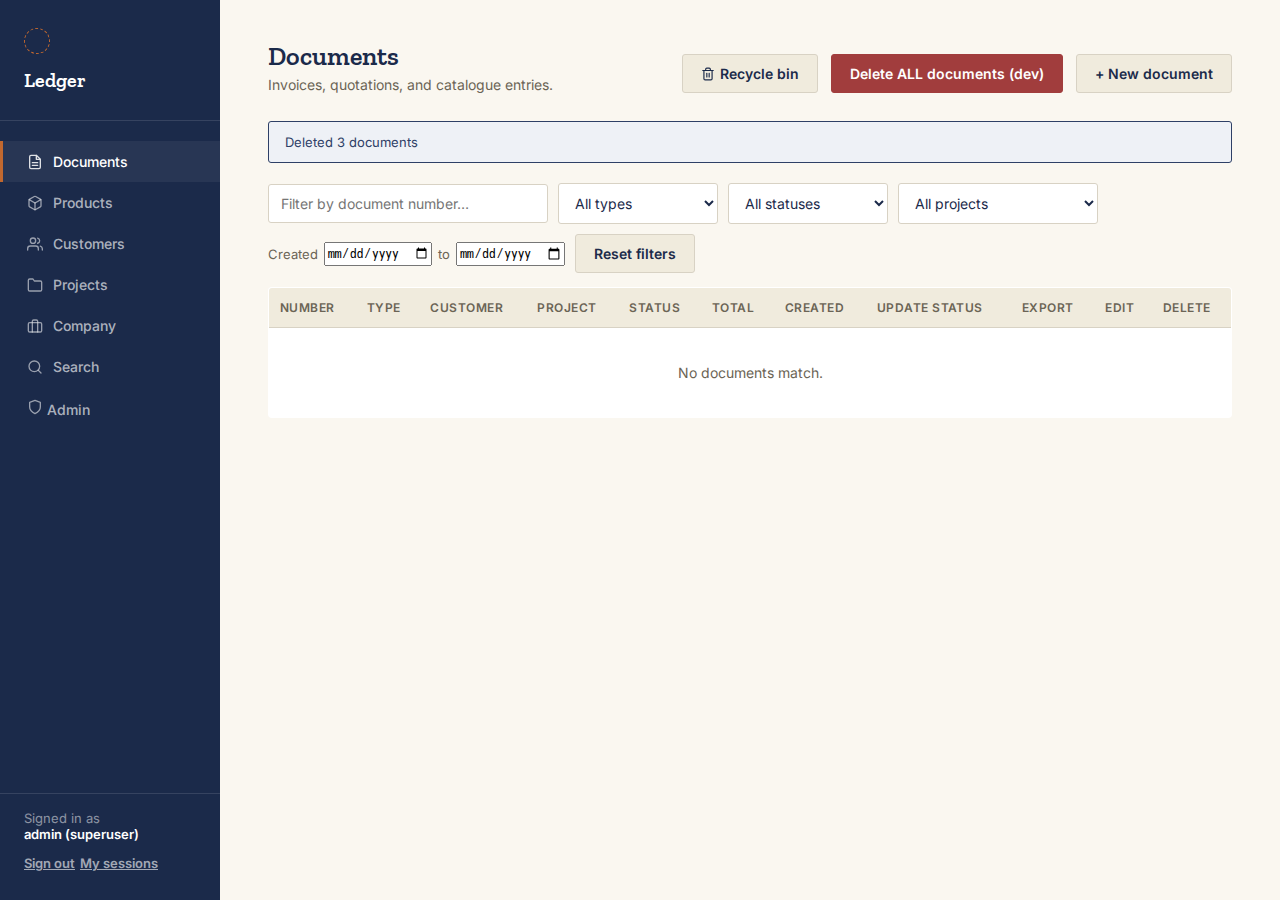 Ledger
Documents
Products
Customers
Projects
Company
Search
Admin
Signed in as
admin (superuser)
Sign out My sessions
Documents
Invoices, quotations, and catalogue entries.
Recycle bin
Delete ALL documents (dev)
+ New document
Deleted 3 documents
Filter by document number...
All types
All statuses
All projects
Created mm/dd/yyyy to mm/dd/yyyy Reset filters
NUMBER TYPE CUSTOMER PROJECT STATUS TOTAL CREATED UPDATE STATUS EXPORT EDIT DELETE
No documents match.